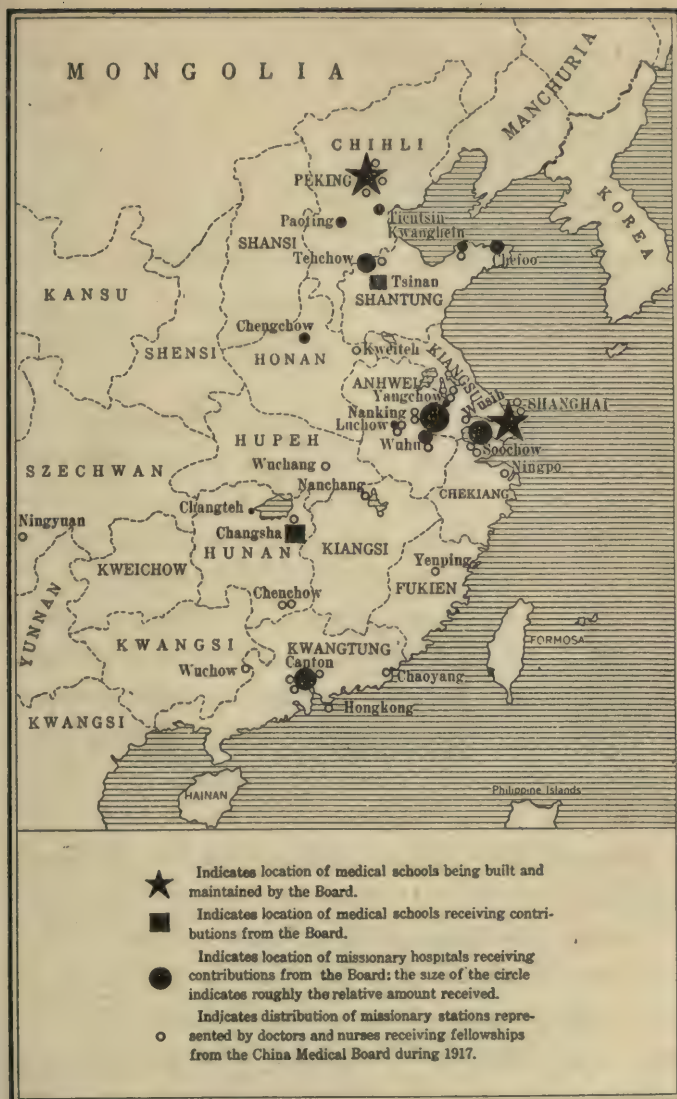 MONGOLIA
MANCHURIA
CHIHLI
PEKING
KOREA
Paoting
Ticutsin
Kwanghein
SHANSI
Tehchow
Chefoo
KANSU
Tsinan
SHANTUNG
Chengchow
SHENSI
HONAN
Kweiteh
KIANGSU
ANHWEI
Yangchow
Wusih
SHANGHAI
Nanking
Luchow
HUPEH
Wuhu
Soochow
SZECHWAN
Wuchang
Ningpo
Nanchang
CHEKIANG
Changteh
Ningyuan
Changsha
HUNAN
KIANGSI
Yenping
KWEICHOW
FUKIEN
Chenchow
YUNNAN
KWANGSI
KWANGTUNG
FORMOSA
Wuchow
Canton
Chaoyang
KWANGSI
Hongkong
HAINAN
Philippine Islands
Indicates location of medical schools being built and
maintained by the Board.
Indicates location of medical schools receiving contri-
butions from the Board.
Indicates location of missionary hospitals receiving
contributions from the Board: the size of the circle
indicates roughly the relative amount received.
Indicates distribution of missionary stations repre-
sented by doctors and nurses receiving fellowships
from the China Medical Board during 1917.